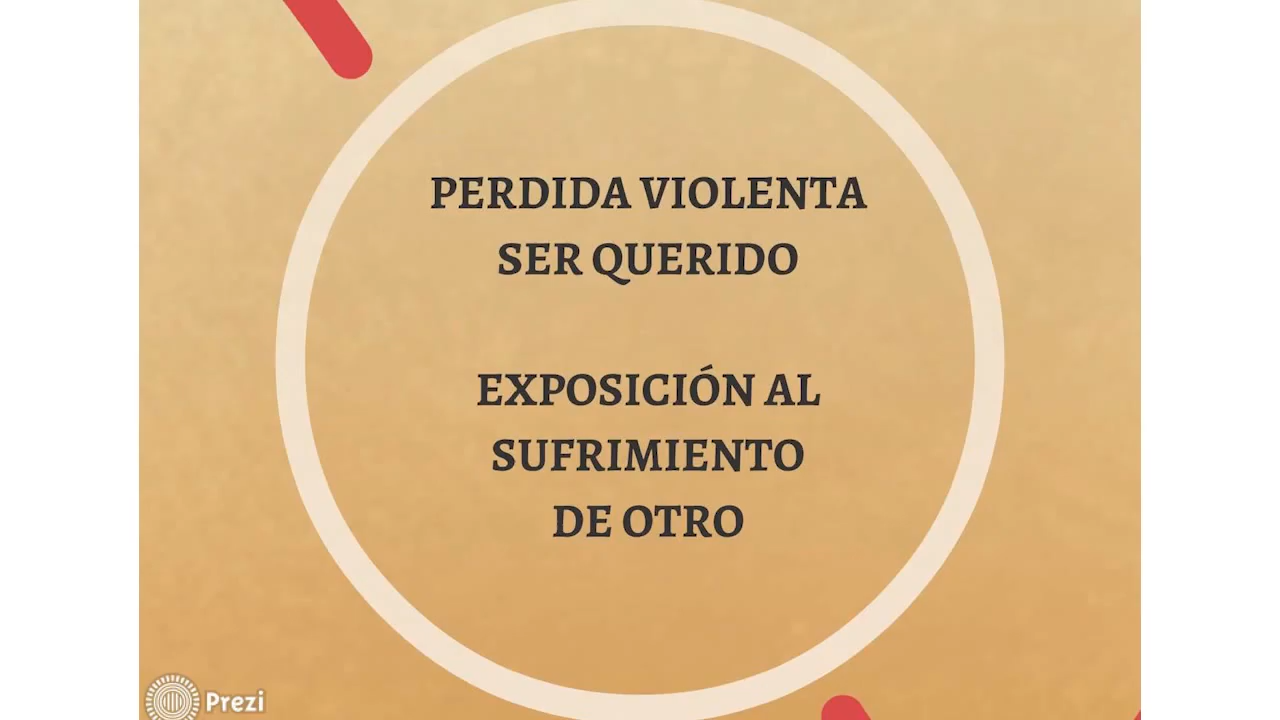 PERDIDA VIOLENTA
SER QUERIDO
EXPOSICIÓN AL
SUFRIMIENTO
DE OTRO
Prezi